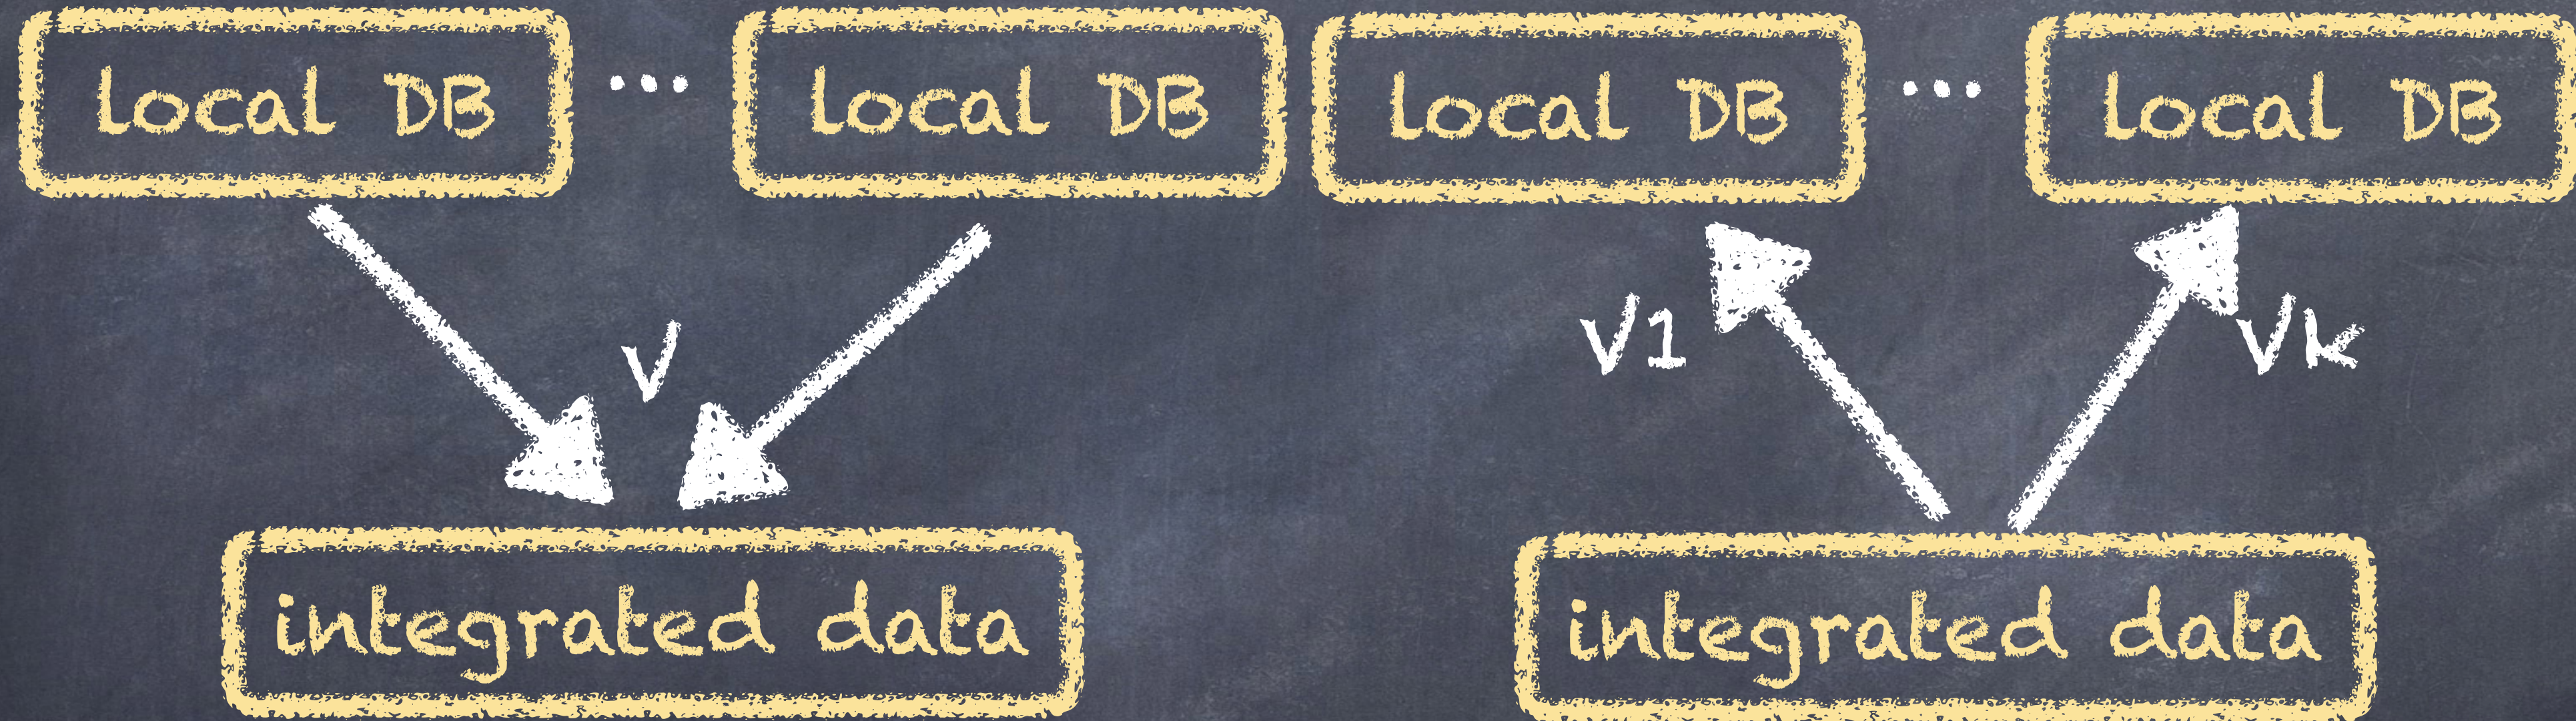 local DB ... local DB local DB ... local DB
V
V1 Vk
integrated data integrated data